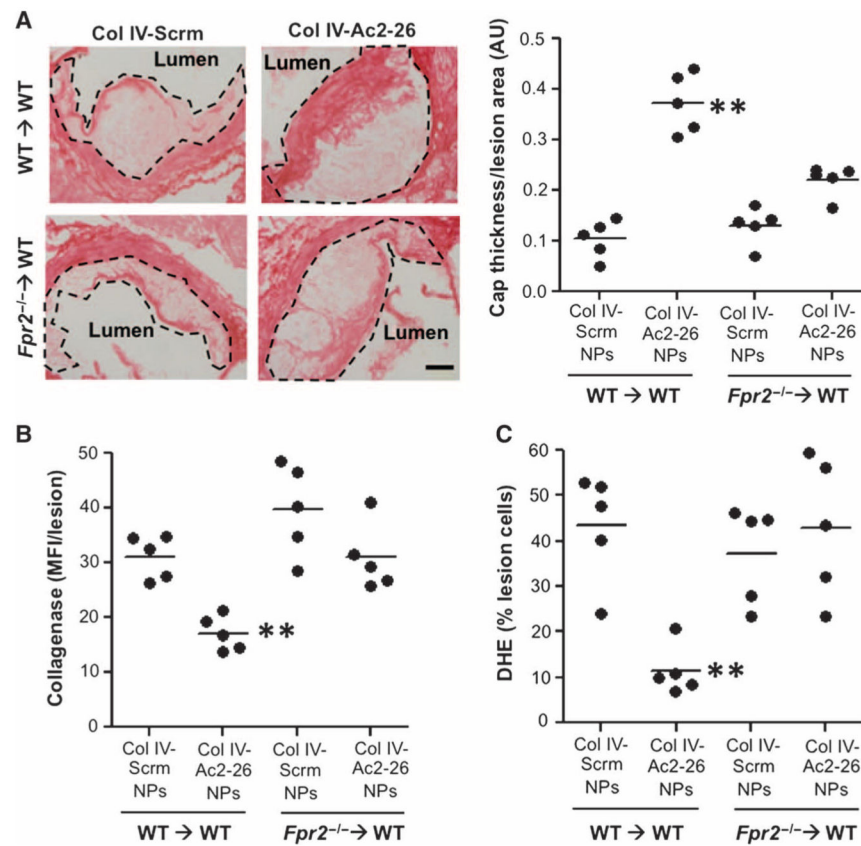 A
Col IV-Scrm
Col IV-Ac2-26
WT → WT
Lumen
Lumen
Fpr2−/−→ WT
Lumen
Lumen
Cap thickness/lesion area (AU)
0.5
0.4
0.3
0.2
0.1
0.0
**
Col IV-
Scrm
NPs
Col IV-
Ac2-26
NPs
Col IV-
Scrm
NPs
Col IV-
Ac2-26
NPs
WT → WT
Fpr2−/−→ WT
B
Collagenase (MFI/lesion)
50
40
30
20
10
0
**
Col IV-
Scrm
NPs
Col IV-
Ac2-26
NPs
Col IV-
Scrm
NPs
Col IV-
Ac2-26
NPs
WT → WT
Fpr2−/−→ WT
C
DHE (% lesion cells)
60
50
40
30
20
10
0
**
Col IV-
Scrm
NPs
Col IV-
Ac2-26
NPs
Col IV-
Scrm
NPs
Col IV-
Ac2-26
NPs
WT → WT
Fpr2−/−→ WT